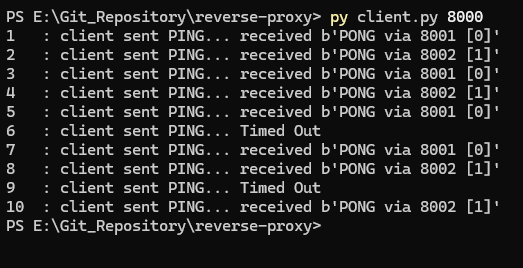 PS E:\Git_Repository\reverse-proxy> py client.py 8000
1   : client sent PING... received b'PONG via 8001 [0]'
2   : client sent PING... received b'PONG via 8002 [1]'
3   : client sent PING... received b'PONG via 8001 [0]'
4   : client sent PING... received b'PONG via 8002 [1]'
5   : client sent PING... received b'PONG via 8001 [0]'
6   : client sent PING... Timed Out
7   : client sent PING... received b'PONG via 8001 [0]'
8   : client sent PING... received b'PONG via 8002 [1]'
9   : client sent PING... Timed Out
10  : client sent PING... received b'PONG via 8002 [1]'
PS E:\Git_Repository\reverse-proxy>